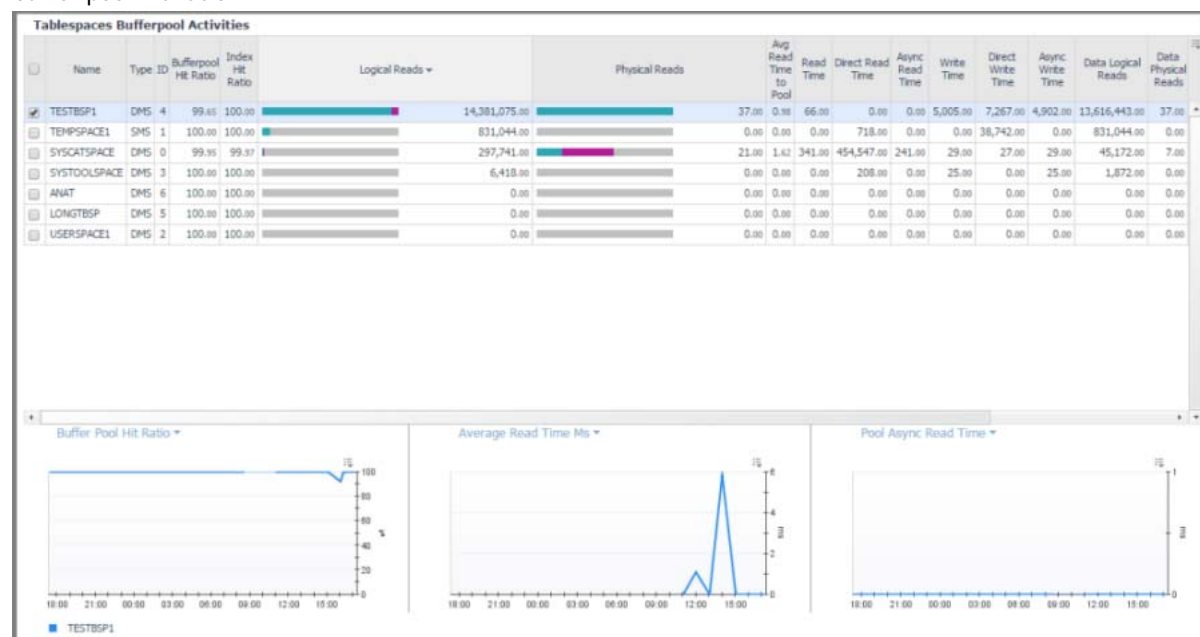 Tablespaces Bufferpool Activities
Name Type ID Bufferpool Hit Ratio Index Hit Ratio Logical Reads Physical Reads Avg Read Time to Pool Read Time Direct Read Time Async Read Time Write Time Direct Write Time Async Write Time Data Logical Reads Data Physical Reads
TESTBSP1 DMS 4 99.65 100.00 14,381,075.00 37.00 0.98 66.00 0.00 0.00 5,005.00 7,267.00 4,902.00 13,616,443.00 37.00
TEMPSPACE1 SMS 1 100.00 100.00 831,044.00 0.00 0.00 0.00 718.00 0.00 0.00 38,742.00 0.00 831,044.00 0.00
SYSCATSPACE DMS 0 99.95 99.97 297,741.00 21.00 1.62 341.00 454,547.00 241.00 29.00 27.00 29.00 45,172.00 7.00
SYSTOOLSPACE DMS 3 100.00 100.00 6,418.00 0.00 0.00 0.00 208.00 0.00 25.00 0.00 25.00 1,872.00 0.00
ANAT DMS 6 100.00 100.00 0.00 0.00 0.00 0.00 0.00 0.00 0.00 0.00 0.00 0.00 0.00
LONGTBSP DMS 5 100.00 100.00 0.00 0.00 0.00 0.00 0.00 0.00 0.00 0.00 0.00 0.00 0.00
USERSPACE1 DMS 2 100.00 100.00 0.00 0.00 0.00 0.00 0.00 0.00 0.00 0.00 0.00 0.00 0.00
Buffer Pool Hit Ratio Average Read Time Ms Pool Async Read Time
100
80
60
40
20
0
%
18:00 21:00 00:00 03:00 06:00 09:00 12:00 15:00
6
4
2
0
ms
18:00 21:00 00:00 03:00 06:00 09:00 12:00 15:00
1
0
ms
18:00 21:00 00:00 03:00 06:00 09:00 12:00 15:00
TESTBSP1